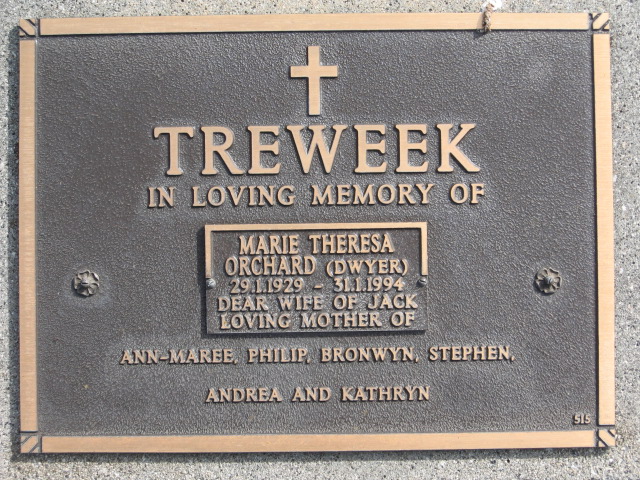 TREWEEK
IN LOVING MEMORY OF
MARIE THERESA
ORCHARD (DWYER)
29.1.1929 - 31.1.1994
DEAR WIFE OF JACK
LOVING MOTHER OF
ANN-MAREE, PHILIP, BRONWYN, STEPHEN,
ANDREA AND KATHRYN
515